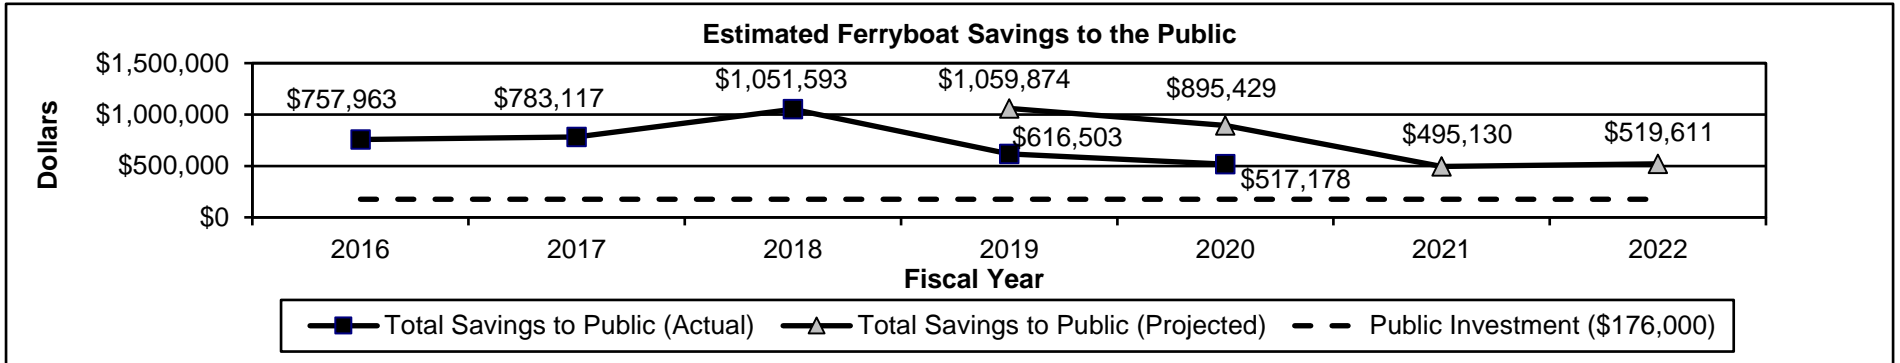 Estimated Ferryboat Savings to the Public
Dollars
$1,500,000
$1,000,000
$500,000
$0
$757,963
$783,117
$1,051,593
$1,059,874
$895,429
$616,503
$517,178
$495,130
$519,611
2016 2017 2018 2019 2020 2021 2022
Fiscal Year
Total Savings to Public (Actual) Total Savings to Public (Projected) Public Investment ($176,000)